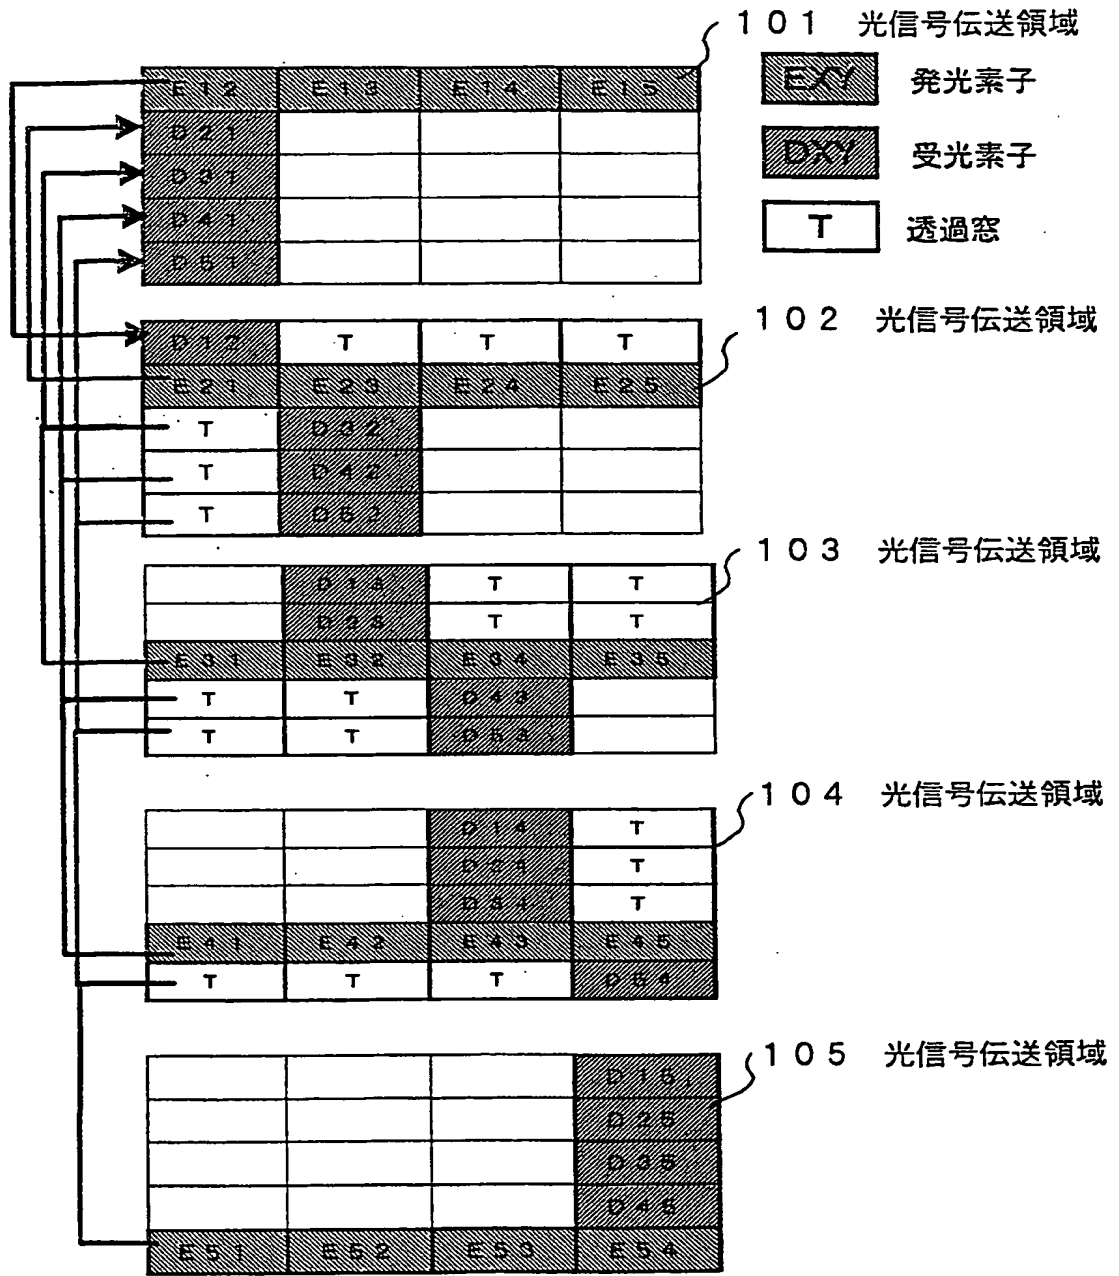 101 光信号伝送領域
EXY 発光素子
DXY 受光素子
T 透過窓
E12 E13 E14 E15
D21
D31
D41
D51
102 光信号伝送領域
D12 T T T
E21 E23 E24 E25
T D32
T D42
T D52
103 光信号伝送領域
D13 T T
D23 T T
E31 E32 E34 E35
T T D43
T T D53
104 光信号伝送領域
D14 T
D24 T
D34 T
E41 E42 E43 E45
T T T D54
105 光信号伝送領域
D15
D25
D35
D45
E51 E52 E53 E54